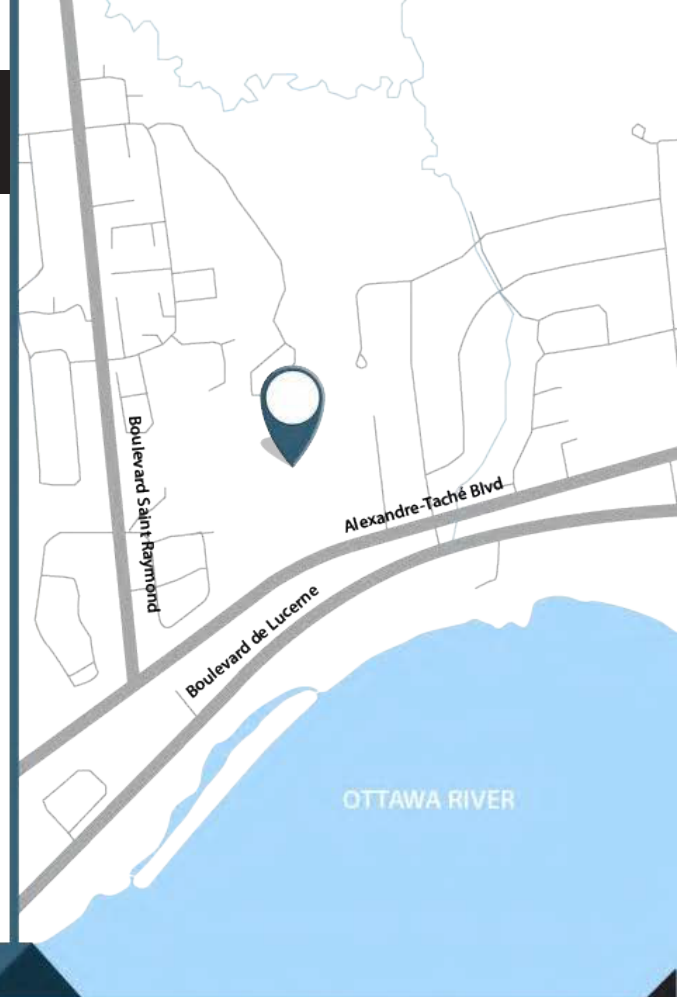 Boulevard Saint Raymond
Alexandre-Taché Blvd
Boulevard de Lucerne
OTTAWA RIVER